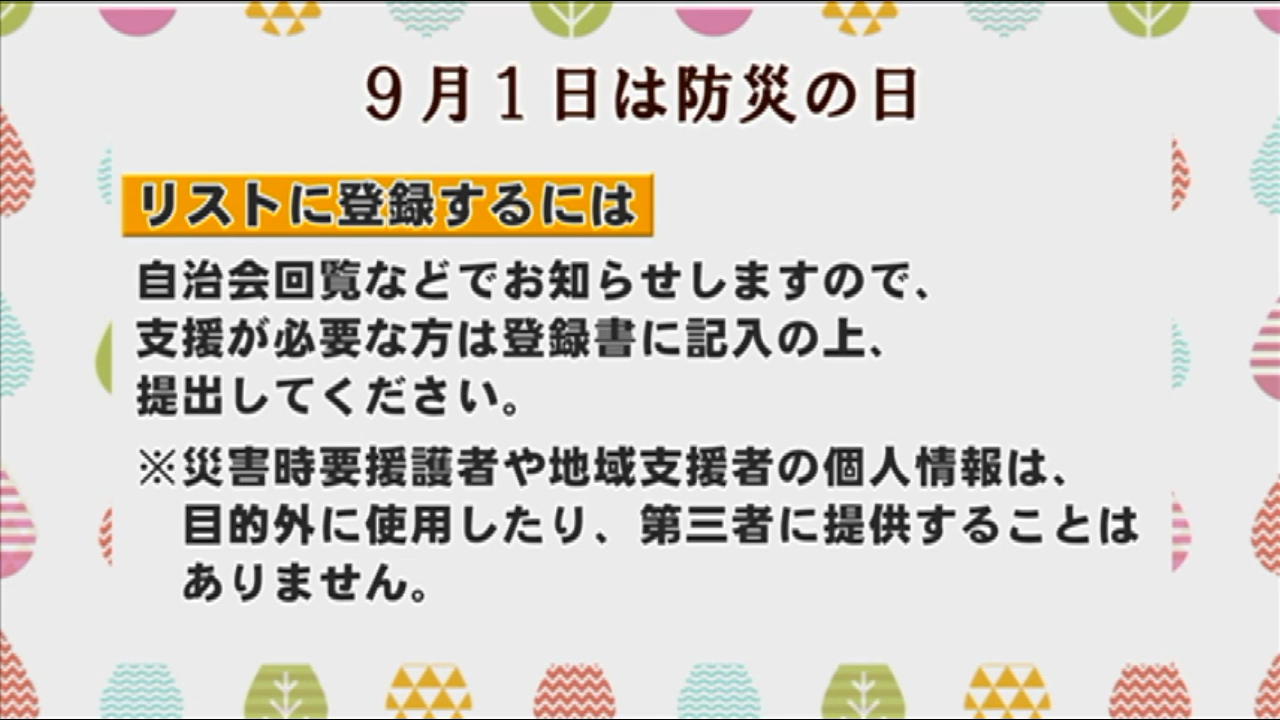 ９月１日は防災の日
リストに登録するには
自治会回覧などでお知らせしますので、
支援が必要な方は登録書に記入の上、
提出してください。
※災害時要援護者や地域支援者の個人情報は、
目的外に使用したり、第三者に提供することは
ありません。